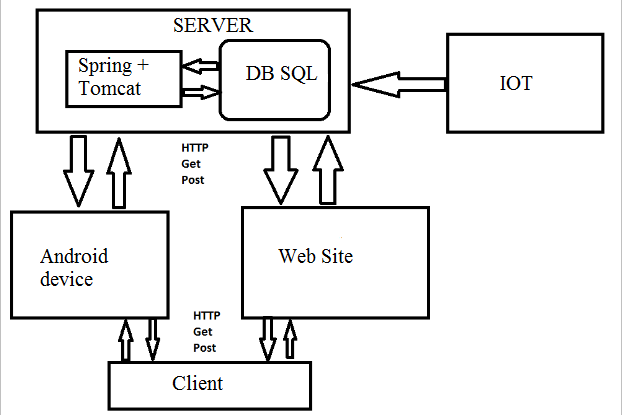 SERVER
Spring +
Tomcat
DB SQL
IOT
HTTP
Get
Post
Android
device
Web Site
HTTP
Get
Post
Client